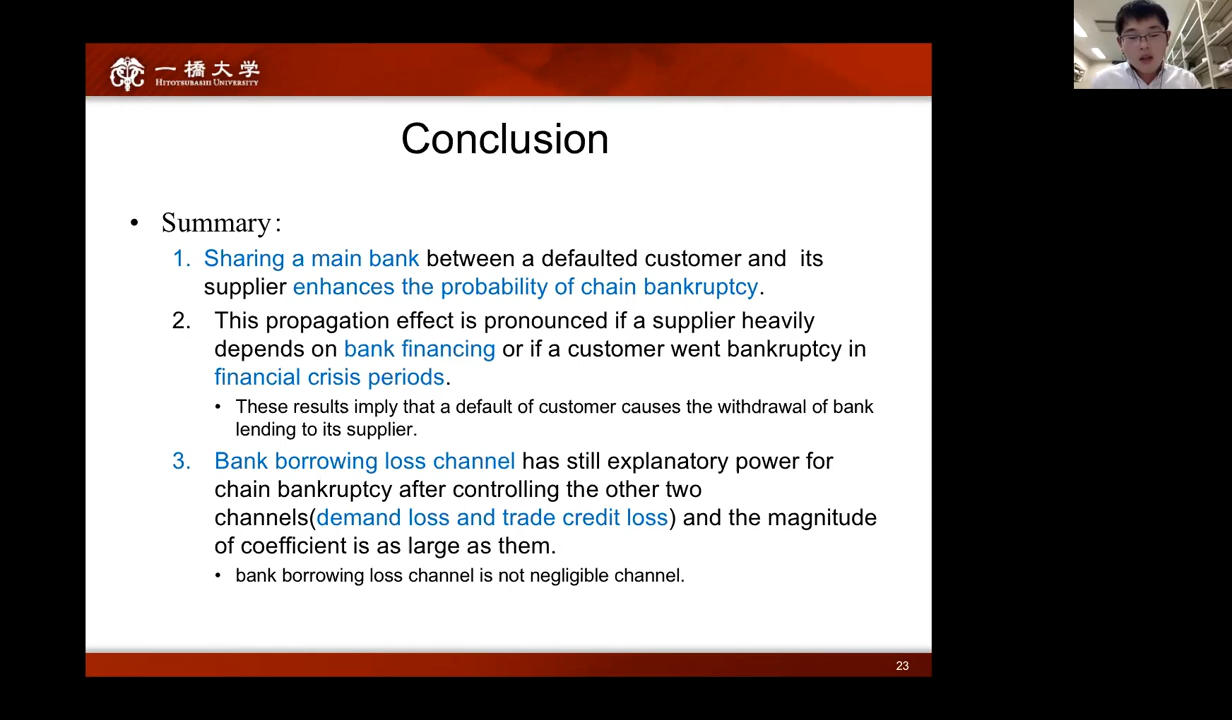 一橋大学
HITOTSUBASHI UNIVERSITY
Conclusion
• Summary:
1. Sharing a main bank between a defaulted customer and its
supplier enhances the probability of chain bankruptcy.
2. This propagation effect is pronounced if a supplier heavily
depends on bank financing or if a customer went bankruptcy in
financial crisis periods.
• These results imply that a default of customer causes the withdrawal of bank
lending to its supplier.
3. Bank borrowing loss channel has still explanatory power for
chain bankruptcy after controlling the other two
channels(demand loss and trade credit loss) and the magnitude
of coefficient is as large as them.
• bank borrowing loss channel is not negligible channel.
23